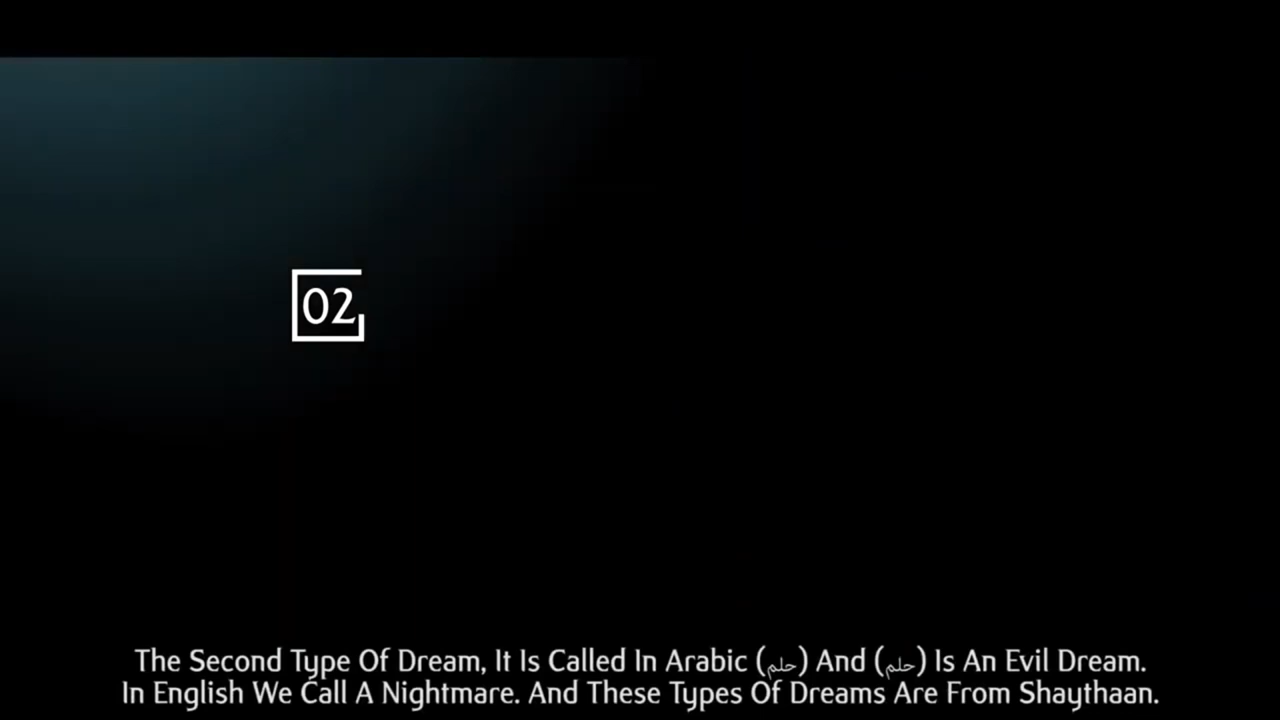 02
The Second Type Of Dream, It Is Called In Arabic (حلم) And (حلم) Is An Evil Dream.
In English We Call A Nightmare. And These Types Of Dreams Are From Shaythaan.